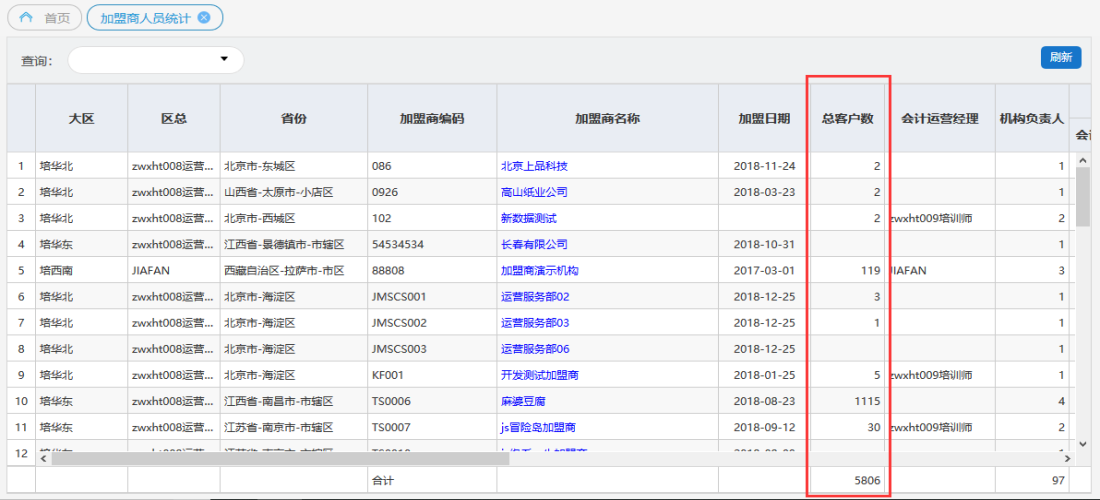 首页 加盟商人员统计
查询: 刷新
大区 区总 省份 加盟商编码 加盟商名称 加盟日期 总客户数 会计运营经理 机构负责人
1 培华北 zwxht008运营... 北京市-东城区 086 北京上品科技 2018-11-24 2 1
2 培华北 zwxht008运营... 山西省-太原市-小店区 0926 高山纸业公司 2018-03-23 2 1
3 培华北 zwxht008运营... 北京市-西城区 102 新数据测试 2 zwxht009培训师 2
4 培华东 zwxht008运营... 江西省-景德镇市-市辖区 54534534 长春有限公司 2018-10-31 1
5 培西南 JIAFAN 西藏自治区-拉萨市-市区 88808 加盟商演示机构 2017-03-01 119 JIAFAN 3
6 培华北 zwxht008运营... 北京市-海淀区 JMSCS001 运营服务部02 2018-12-25 3 1
7 培华北 zwxht008运营... 北京市-海淀区 JMSCS002 运营服务部03 2018-12-25 1 1
8 培华北 zwxht008运营... 北京市-海淀区 JMSCS003 运营服务部06 2018-12-25 1
9 培华北 zwxht008运营... 北京市-海淀区 KF001 开发测试加盟商 2018-01-25 5 zwxht009培训师 1
10 培华东 zwxht008运营... 江西省-南昌市-市辖区 TS0006 麻婆豆腐 2018-08-23 1115 4
11 培华东 zwxht008运营... 江苏省-南京市-市辖区 TS0007 js冒险岛加盟商 2018-09-12 30 zwxht009培训师 2
12
合计 5806 97